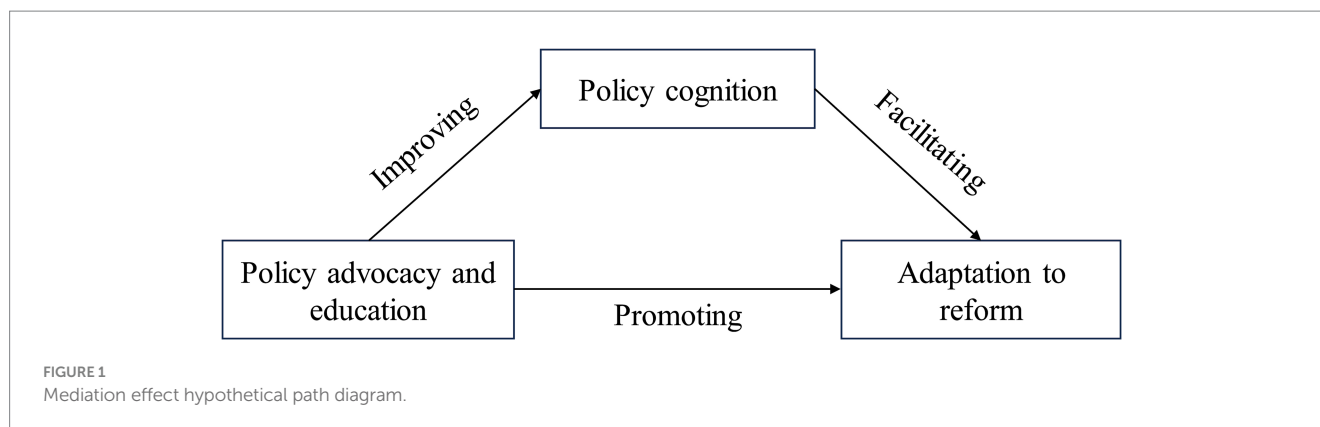 Policy cognition
Improving
Facilitating
Policy advocacy and
education
Promoting
Adaptation to
reform
FIGURE 1
Mediation effect hypothetical path diagram.